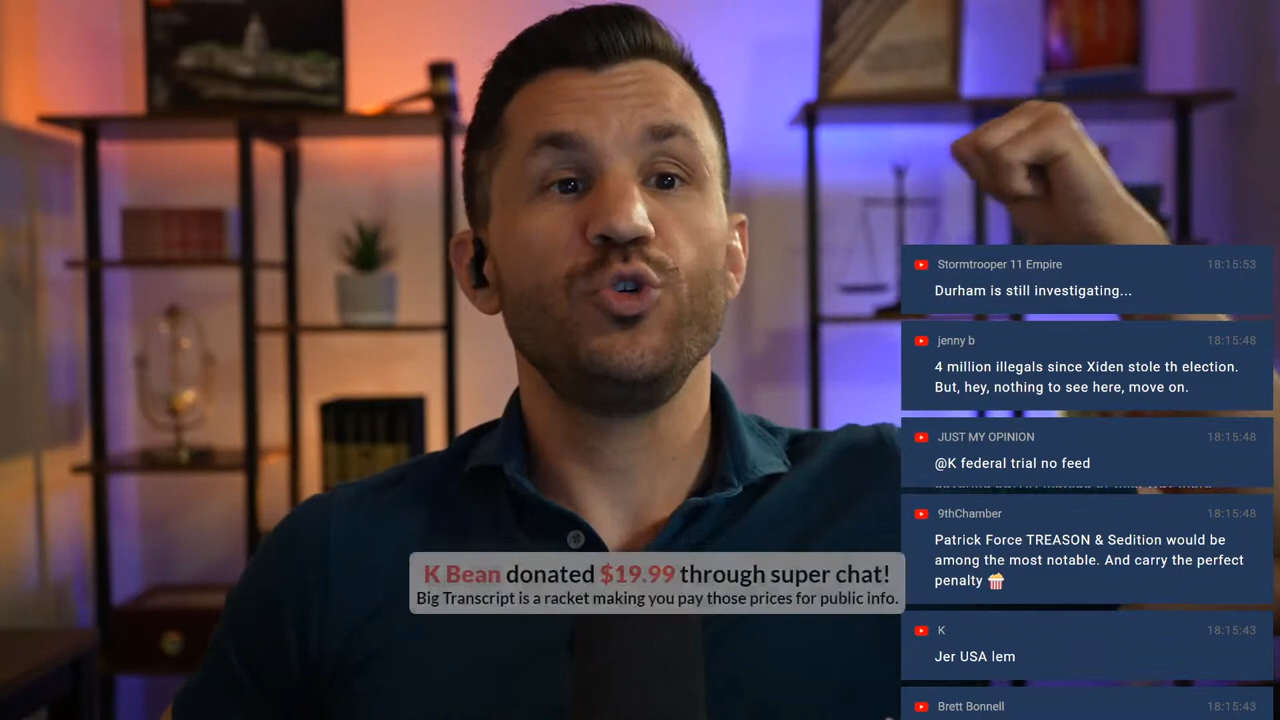 Stormtrooper 11 Empire 18:15:53
Durham is still investigating...
jenny b 18:15:48
4 million illegals since Xiden stole th election.
But, hey, nothing to see here, move on.
JUST MY OPINION 18:15:48
@K federal trial no feed
9thChamber 18:15:48
Patrick Force TREASON & Sedition would be
among the most notable. And carry the perfect
penalty 🍿
K 18:15:43
Jer USA lem
Brett Bonnell 18:15:43
K Bean donated $19.99 through super chat!
Big Transcript is a racket making you pay those prices for public info.